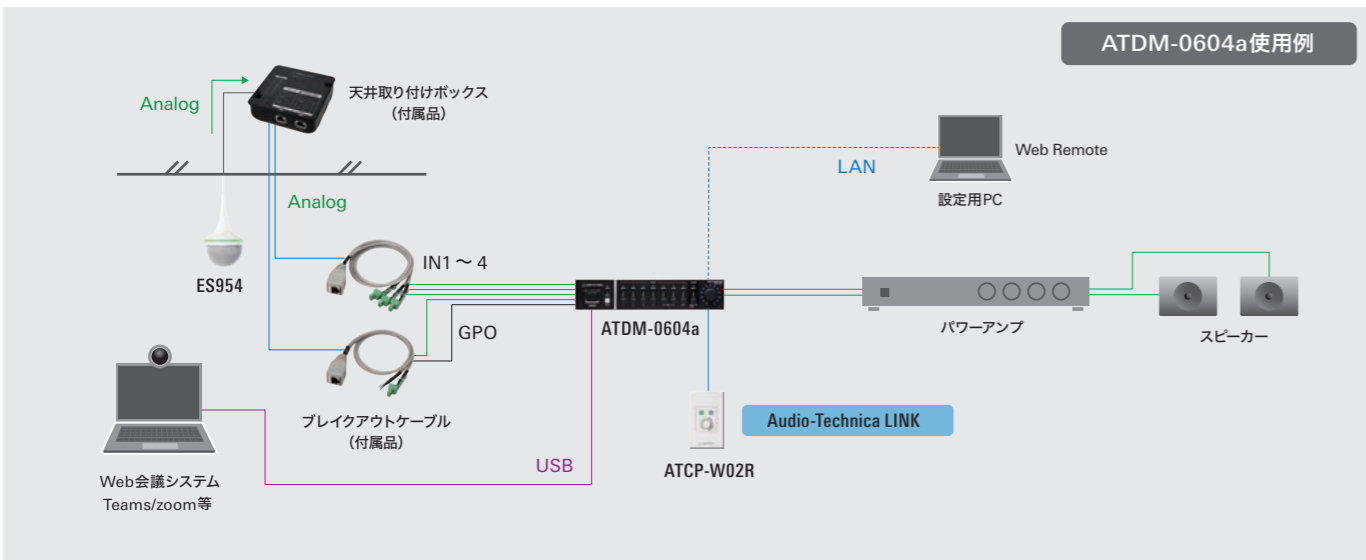 ATDM-0604a使用例
天井取り付けボックス
（付属品）
Analog
Analog
ES954
IN1～4
GPO
ブレイクアウトケーブル
（付属品）
ATDM-0604a
LAN
Web Remote
設定用PC
パワーアンプ
スピーカー
Audio-Technica LINK
ATCP-W02R
USB
Web会議システム
Teams/zoom等